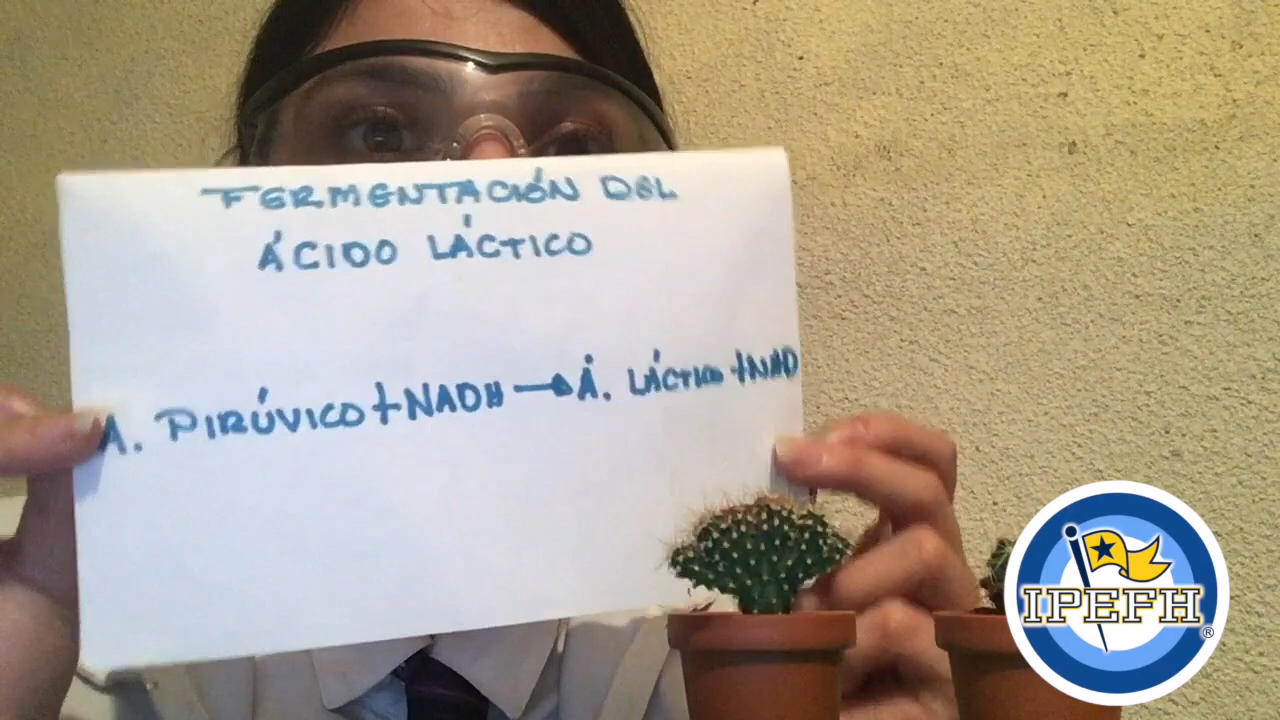 FERMENTACIÓN DEL
ÁCIDO LÁCTICO
A. PIRÚVICO + NADH → Á. LÁCTICO + NAD
IPEFH
®